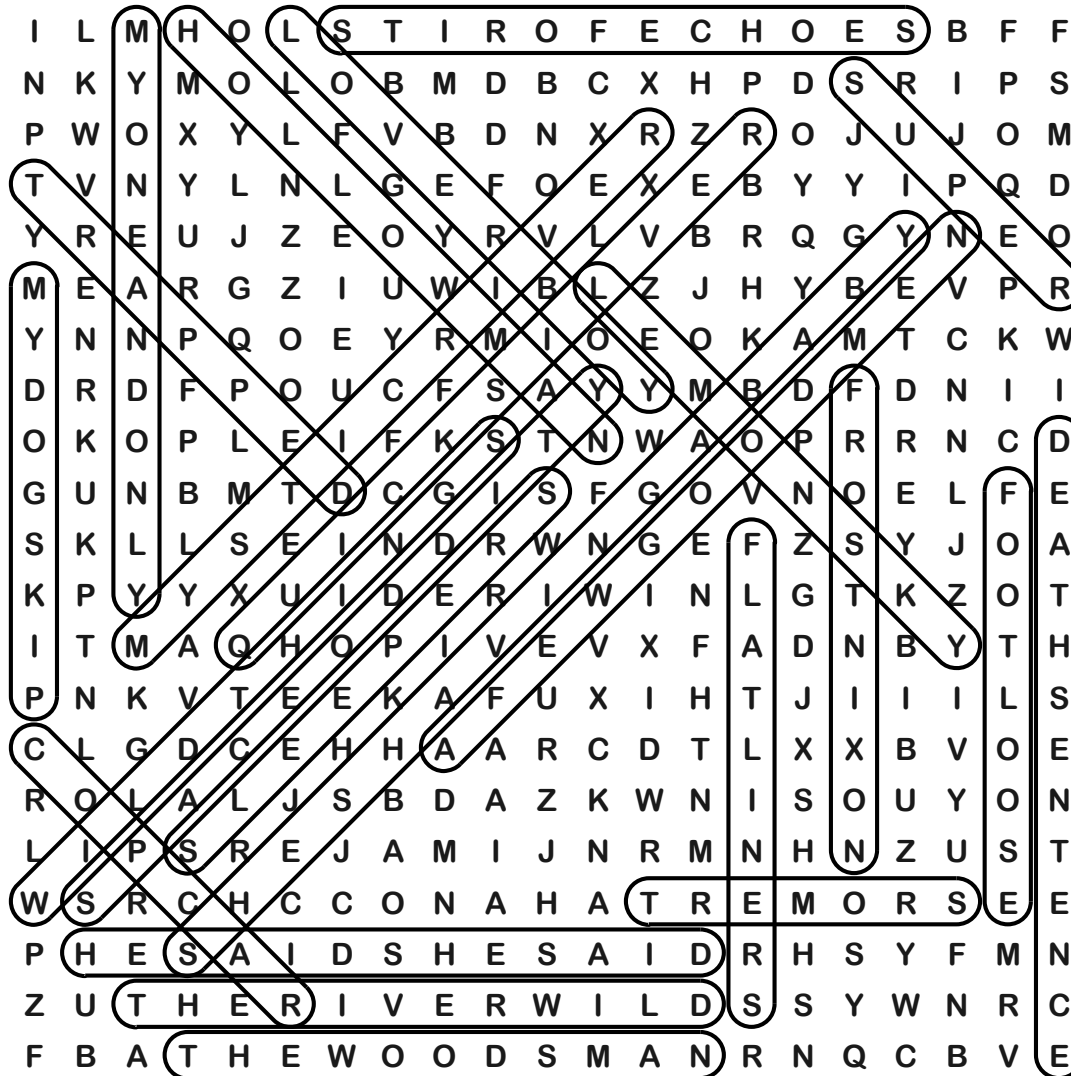 I L M H O L S T I R O F E C H O E S B F F
N K Y M O L O B M D B C X H P D S R I P S
P W O X Y L F V B D N X R Z R O J U J O M
T V N Y L N L G E F O E X E B Y Y I P Q D
Y R E U J Z E O Y R V L V B R Q G Y N E O
M E A R G Z I U W I B L Z J H Y B E V P R
Y N N P Q O E Y R M I O E O K A M T C K W
D R D F P O U C F S A Y Y M B D F D N I I
O K O P L E I F K S T N W A O P R R N C D
G U N B M T D C G I S F G O V N O E L F E
S K L L S E I N D R W N G E F Z S Y J O A
K P Y Y X U I D E R I W I N L G T K Z O T
I T M A Q H O P I V E V X F A D N B Y T H
P N K V T E E K A F U X I H T J I I I L S
C L G D C E H H A A R C D T L X X B V O E
R O L A L J S B D A Z K W N I S O U Y O N
L I P S R E J A M I J N R M N H N Z U S T
W S R C H C C O N A H A T R E M O R S E E
P H E S A I D S H E S A I D R H S Y F M N
Z U T H E R I V E R W I L D S S Y W N R C
F B A T H E W O O D S M A N R N Q C B V E